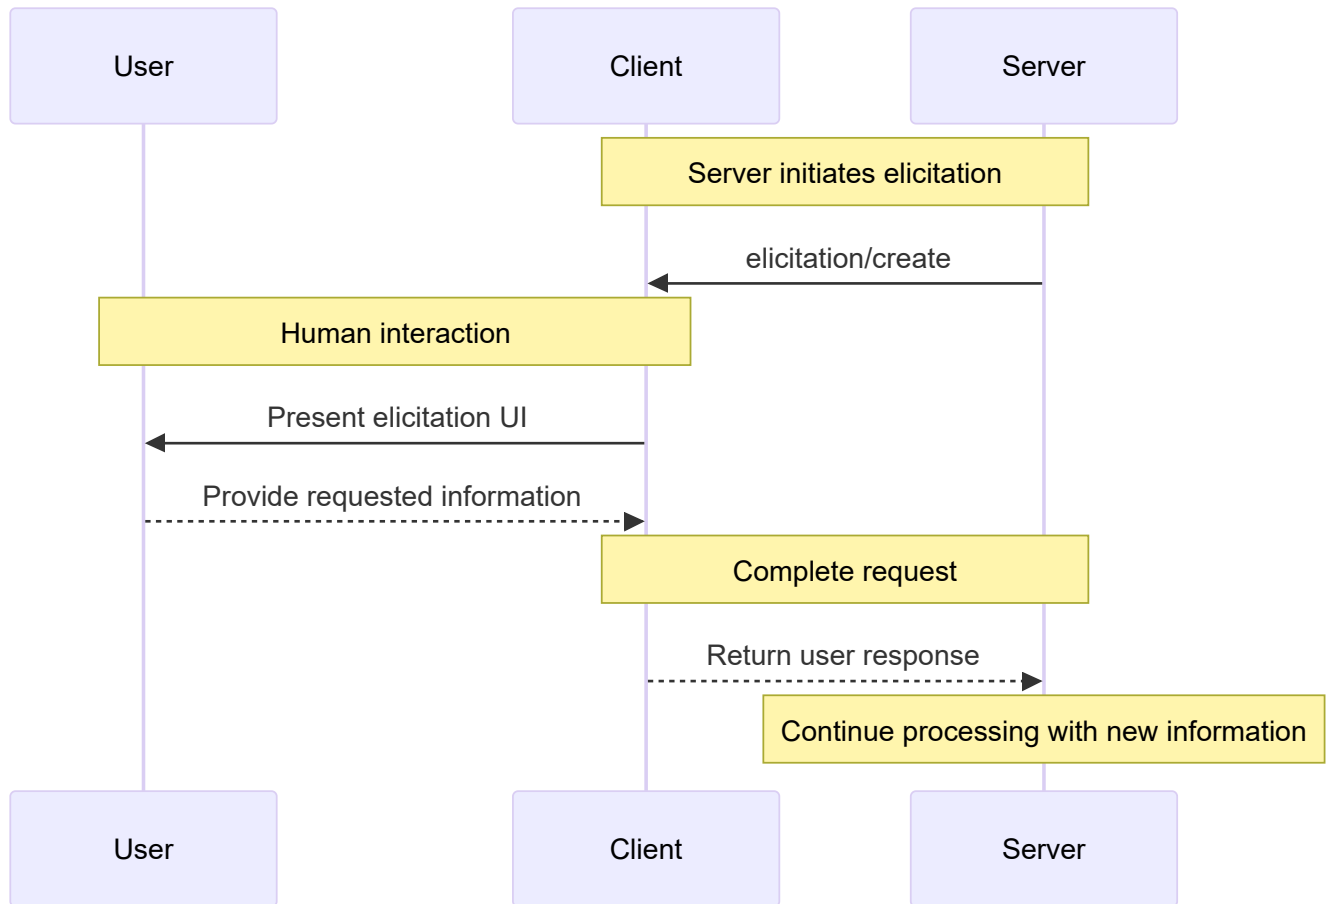 User
Client
Server
Server initiates elicitation
elicitation/create
Human interaction
Present elicitation UI
Provide requested information
Complete request
Return user response
Continue processing with new information
User
Client
Server